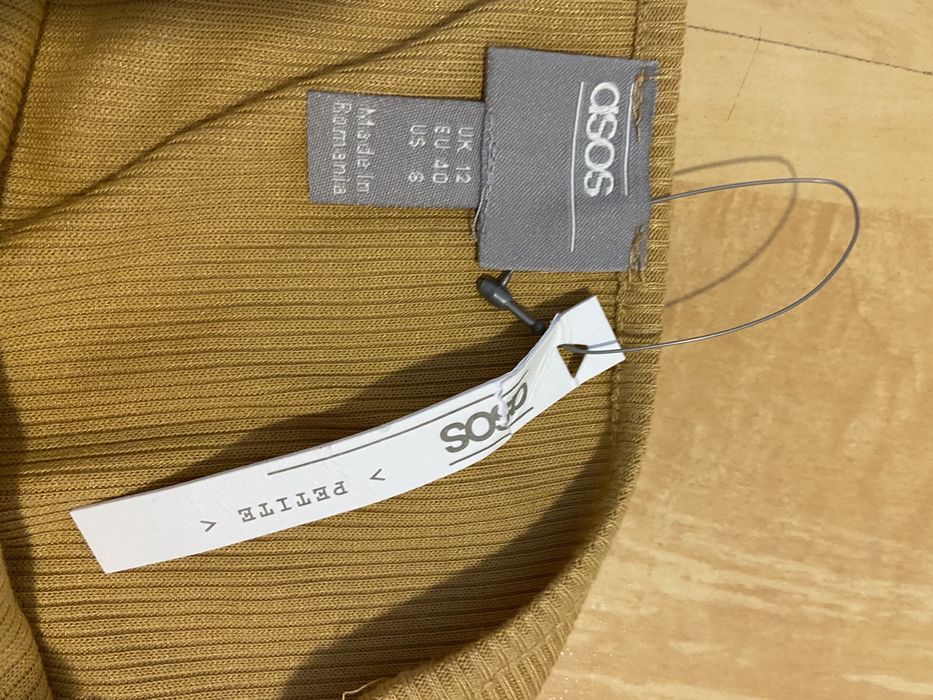 asos
UK 12
EU 40
US 8
Made in
Romania
asos
> PETITE <